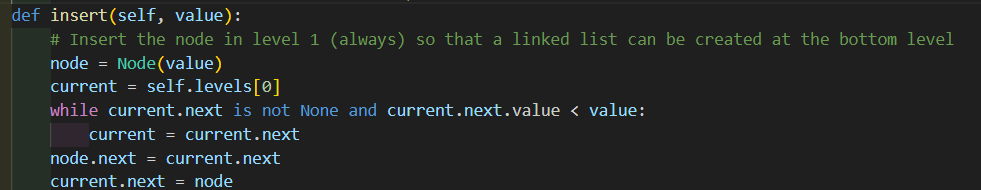 def insert(self, value):
    # Insert the node in level 1 (always) so that a linked list can be created at the bottom level
    node = Node(value)
    current = self.levels[0]
    while current.next is not None and current.next.value < value:
        current = current.next
    node.next = current.next
    current.next = node